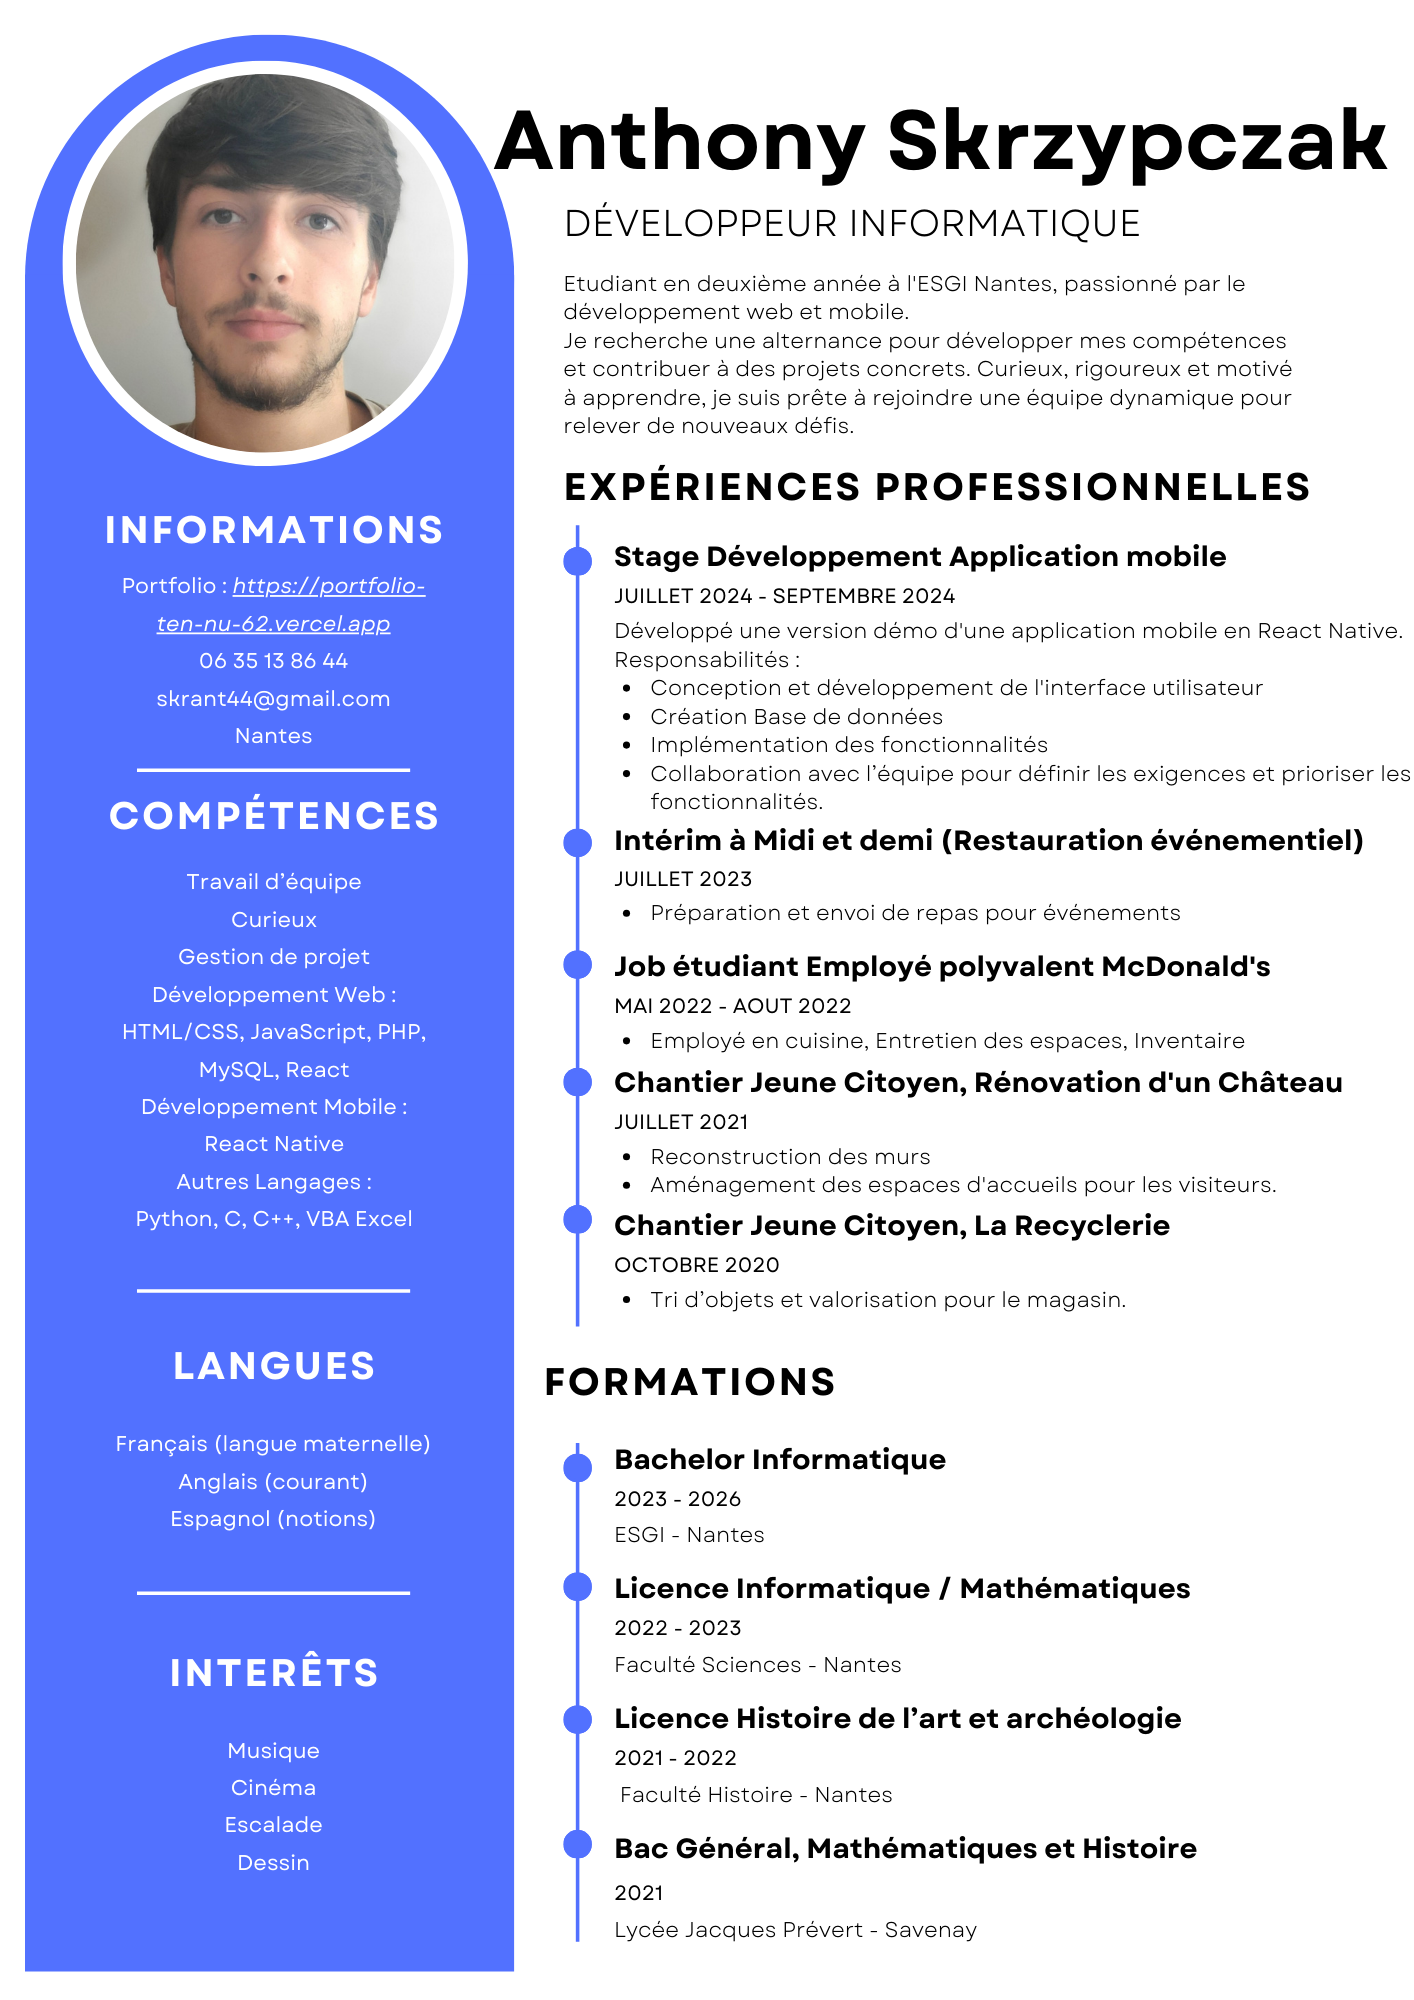 Anthony Skrzypczak
DÉVELOPPEUR INFORMATIQUE
Etudiant en deuxième année à l'ESGI Nantes, passionné par le
développement web et mobile.
Je recherche une alternance pour développer mes compétences
et contribuer à des projets concrets. Curieux, rigoureux et motivé
à apprendre, je suis prête à rejoindre une équipe dynamique pour
relever de nouveaux défis.
INFORMATIONS
Portfolio : https://portfolio-
ten-nu-62.vercel.app
06 35 13 86 44
skrant44@gmail.com
Nantes
COMPÉTENCES
Travail d’équipe
Curieux
Gestion de projet
Développement Web :
HTML/CSS, JavaScript, PHP,
MySQL, React
Développement Mobile :
React Native
Autres Langages :
Python, C, C++, VBA Excel
LANGUES
Français (langue maternelle)
Anglais (courant)
Espagnol (notions)
INTERÊTS
Musique
Cinéma
Escalade
Dessin
EXPÉRIENCES PROFESSIONNELLES
Stage Développement Application mobile
JUILLET 2024 - SEPTEMBRE 2024
Développé une version démo d'une application mobile en React Native.
Responsabilités :
• Conception et développement de l'interface utilisateur
• Création Base de données
• Implémentation des fonctionnalités
• Collaboration avec l’équipe pour définir les exigences et prioriser les
fonctionnalités.
Intérim à Midi et demi (Restauration événementiel)
JUILLET 2023
• Préparation et envoi de repas pour événements
Job étudiant Employé polyvalent McDonald's
MAI 2022 - AOUT 2022
• Employé en cuisine, Entretien des espaces, Inventaire
Chantier Jeune Citoyen, Rénovation d'un Château
JUILLET 2021
• Reconstruction des murs
• Aménagement des espaces d'accueils pour les visiteurs.
Chantier Jeune Citoyen, La Recyclerie
OCTOBRE 2020
• Tri d’objets et valorisation pour le magasin.
FORMATIONS
Bachelor Informatique
2023 - 2026
ESGI - Nantes
Licence Informatique / Mathématiques
2022 - 2023
Faculté Sciences - Nantes
Licence Histoire de l’art et archéologie
2021 - 2022
Faculté Histoire - Nantes
Bac Général, Mathématiques et Histoire
2021
Lycée Jacques Prévert - Savenay